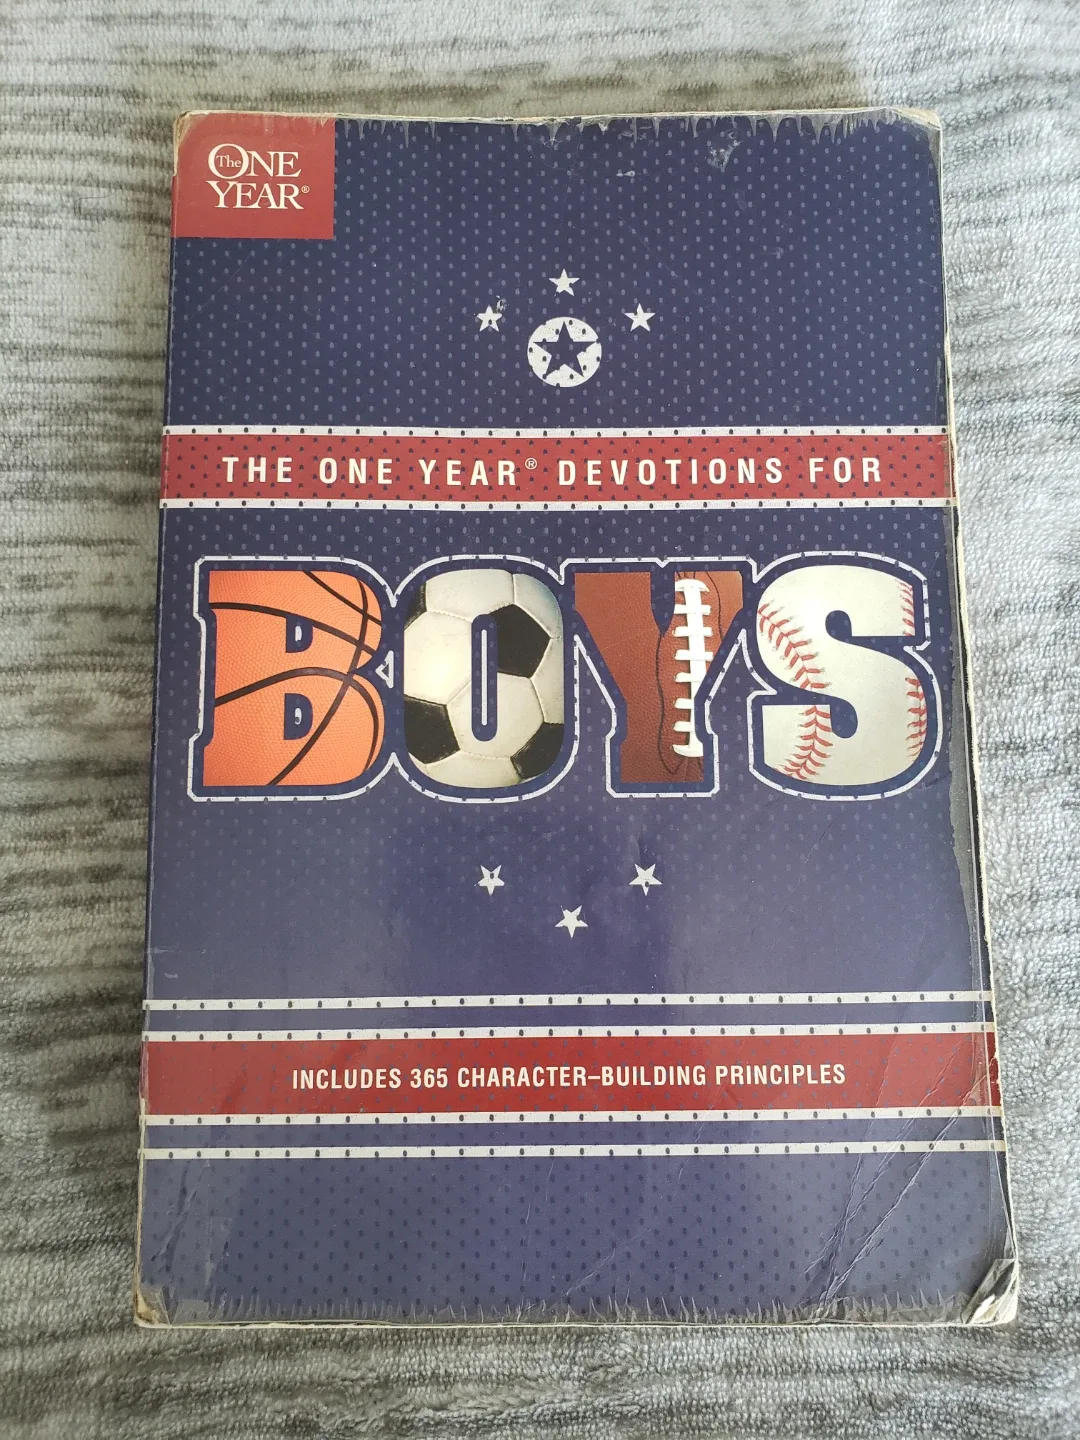 The ONE
YEAR®
THE ONE YEAR® DEVOTIONS FOR
BOYS
INCLUDES 365 CHARACTER–BUILDING PRINCIPLES